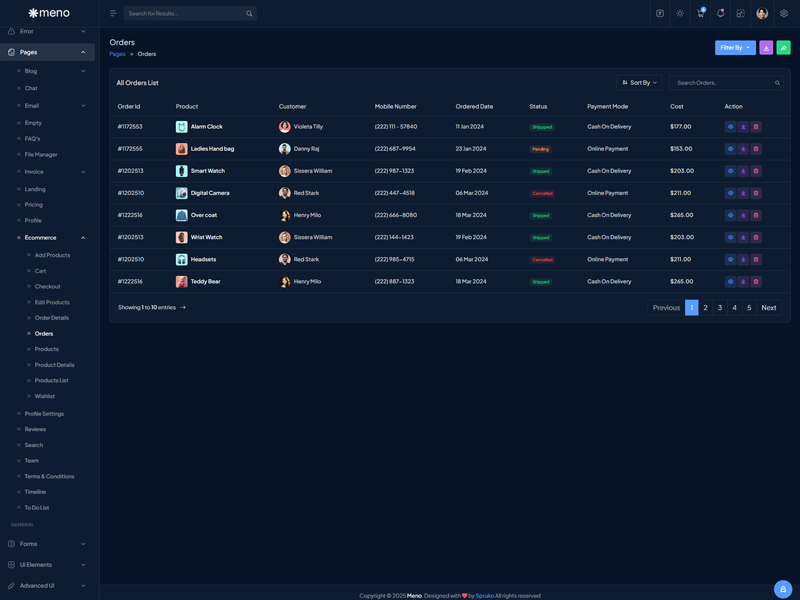 meno
Search for Results...
4
Error
Pages
Blog
Chat
Email
Empty
FAQ's
File Manager
Invoice
Landing
Pricing
Profile
Ecommerce
Add Products
Cart
Checkout
Edit Products
Order Details
Orders
Products
Product Details
Products List
Wishlist
Profile Settings
Reviews
Search
Team
Terms & Conditions
Timeline
To Do List
GENERAL
Forms
UI Elements
Advanced UI
Orders
Pages » Orders
Filter By
All Orders List
Sort By
Search Orders..
Order Id Product Customer Mobile Number Ordered Date Status Payment Mode Cost Action
#1172553 Alarm Clock Violeta Tilly (222) 111 - 57840 11 Jan 2024 Shipped Cash On Delivery $177.00
#1172555 Ladies Hand bag Danny Raj (222) 687-9954 23 Jan 2024 Pending Online Payment $153.00
#1202513 Smart Watch Sissera William (222) 987-1323 19 Feb 2024 Shipped Cash On Delivery $203.00
#1202510 Digital Camera Red Stark (222) 447-4518 06 Mar 2024 Cancelled Online Payment $211.00
#1222516 Over coat Henry Milo (222) 666-8080 18 Mar 2024 Shipped Cash On Delivery $265.00
#1202513 Wrist Watch Sissera William (222) 144-1423 19 Feb 2024 Shipped Cash On Delivery $203.00
#1202510 Headsets Red Stark (222) 985-4715 06 Mar 2024 Cancelled Online Payment $211.00
#1222516 Teddy Bear Henry Milo (222) 887-1323 18 Mar 2024 Shipped Cash On Delivery $265.00
Showing 1 to 10 entries →
Previous 1 2 3 4 5 Next
Copyright © 2025 Meno. Designed with ❤ by Spruko All rights reserved